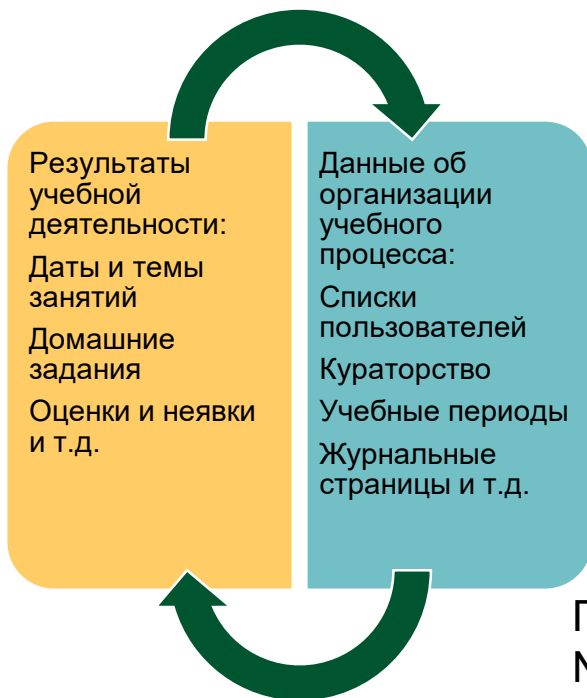 Результаты
учебной
деятельности:
Даты и темы
занятий
Домашние
задания
Оценки и неявки
и т.д.
Данные об
организации
учебного
процесса:
Списки
пользователей
Кураторство
Учебные периоды
Журнальные
страницы и т.д.